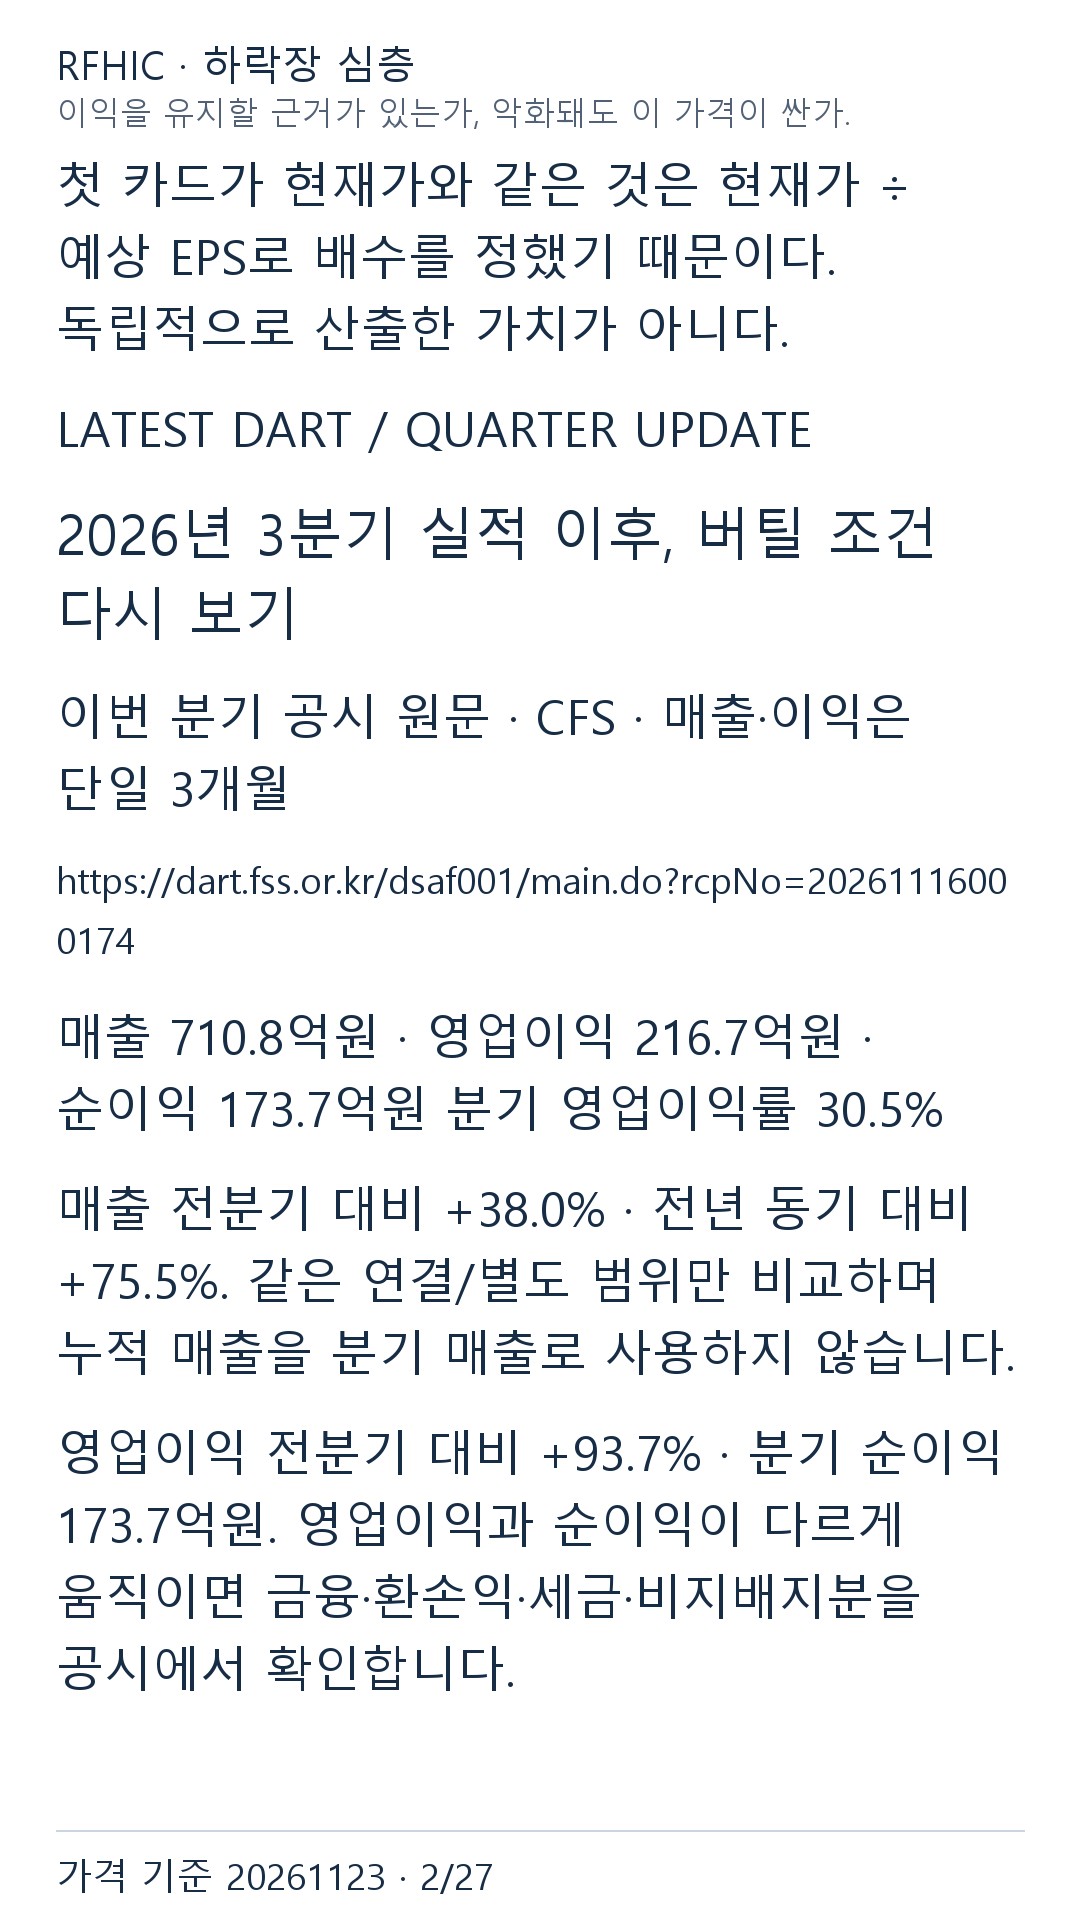 RFHIC · 하락장 심층
이익을 유지할 근거가 있는가, 악화돼도 이 가격이 싼가.
첫 카드가 현재가와 같은 것은 현재가 ÷
예상 EPS로 배수를 정했기 때문이다.
독립적으로 산출한 가치가 아니다.
LATEST DART / QUARTER UPDATE
2026년 3분기 실적 이후, 버틸 조건
다시 보기
이번 분기 공시 원문 · CFS · 매출·이익은
단일 3개월
https://dart.fss.or.kr/dsaf001/main.do?rcpNo=2026111600
0174
매출 710.8억원 · 영업이익 216.7억원 ·
순이익 173.7억원 분기 영업이익률 30.5%
매출 전분기 대비 +38.0% · 전년 동기 대비
+75.5%. 같은 연결/별도 범위만 비교하며
누적 매출을 분기 매출로 사용하지 않습니다.
영업이익 전분기 대비 +93.7% · 분기 순이익
173.7억원. 영업이익과 순이익이 다르게
움직이면 금융·환손익·세금·비지배지분을
공시에서 확인합니다.
가격 기준 20261123 · 2/27